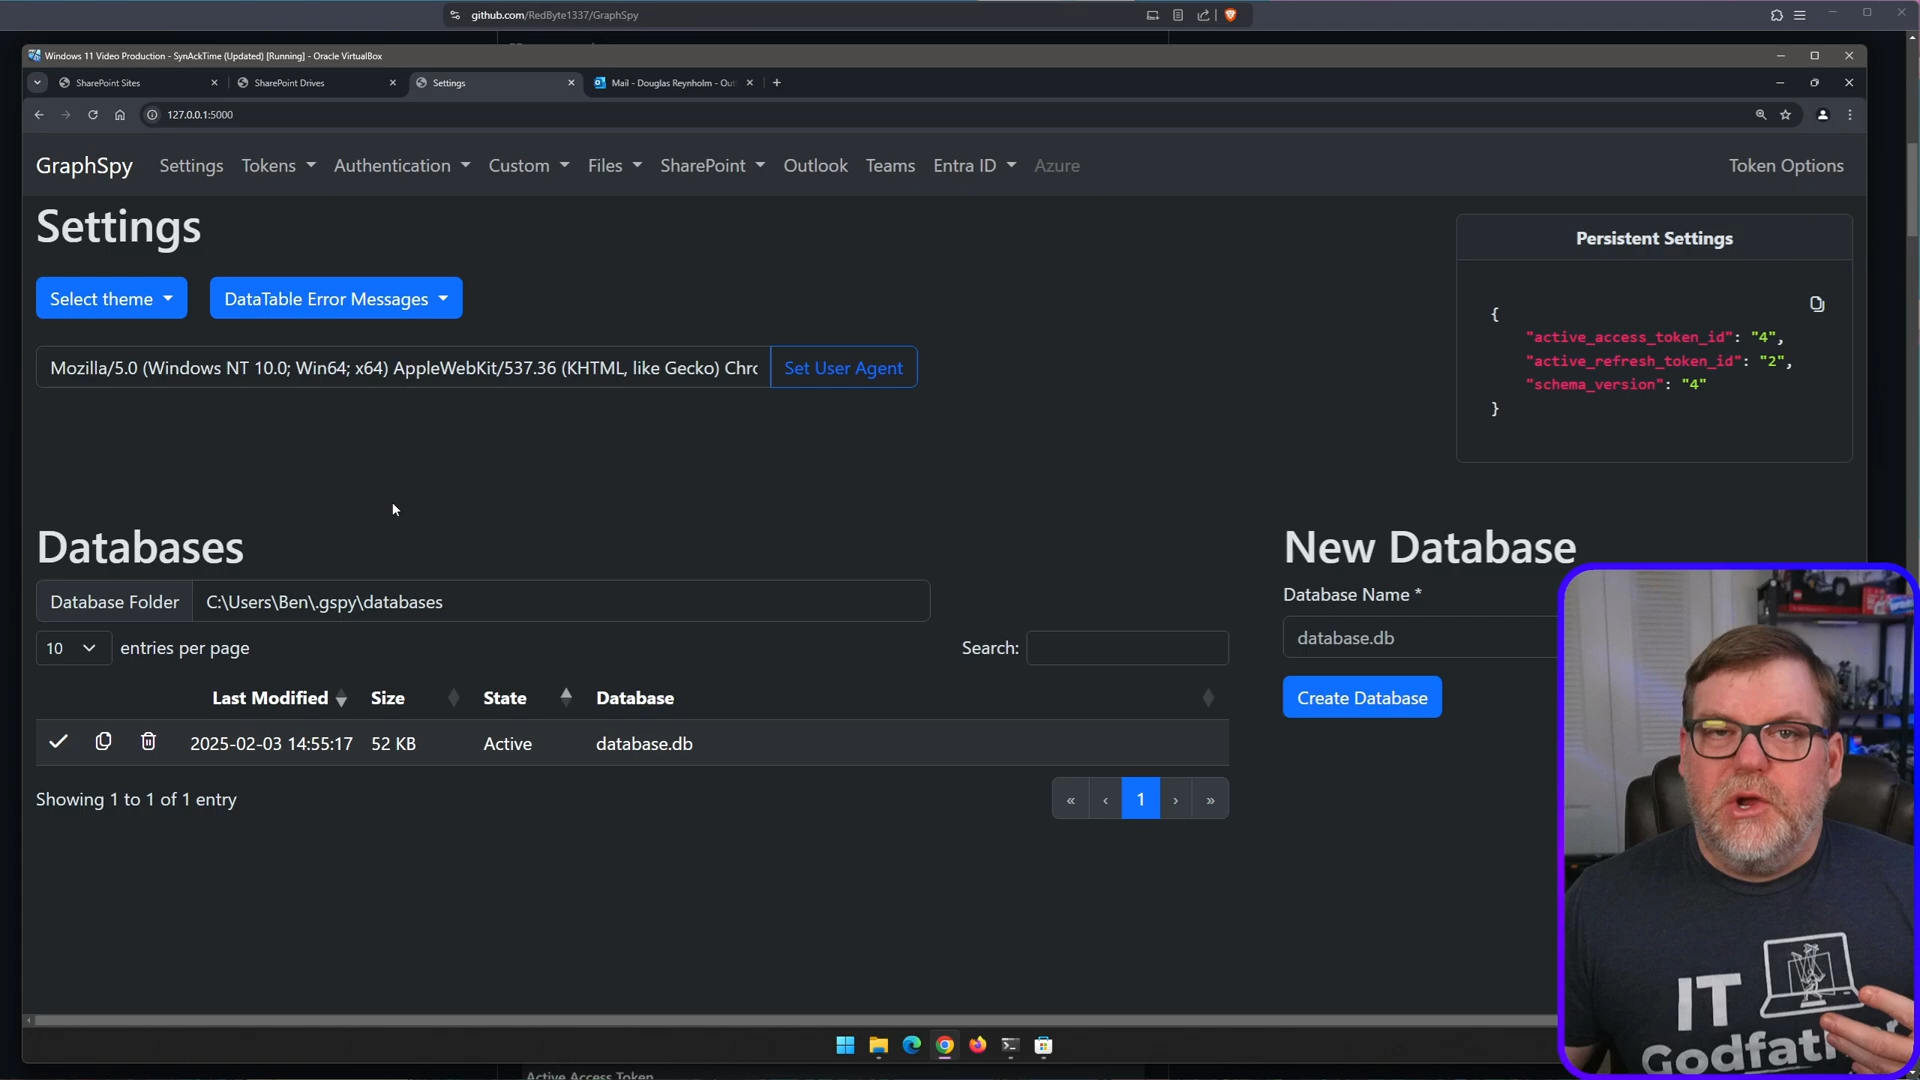 github.com/RedByte1337/GraphSpy
Windows 11 Video Production - SynAckTime (Updated) [Running] - Oracle VirtualBox
SharePoint Sites
SharePoint Drives
Settings
Mail - Douglas Reynholm - Out
127.0.0.1:5000
GraphSpy
Settings
Tokens
Authentication
Custom
Files
SharePoint
Outlook
Teams
Entra ID
Azure
Token Options
Settings
Select theme
DataTable Error Messages
Mozilla/5.0 (Windows NT 10.0; Win64; x64) AppleWebKit/537.36 (KHTML, like Gecko) Chrc
Set User Agent
Persistent Settings
{
"active_access_token_id": "4",
"active_refresh_token_id": "2",
"schema_version": "4"
}
Databases
Database Folder
C:\Users\Ben\.gspy\databases
10 entries per page
Search:
Last Modified
Size
State
Database
2025-02-03 14:55:17
52 KB
Active
database.db
Showing 1 to 1 of 1 entry
« ‹ 1 › »
New Database
Database Name *
database.db
Create Database
IT
Godfath
Active Access Token